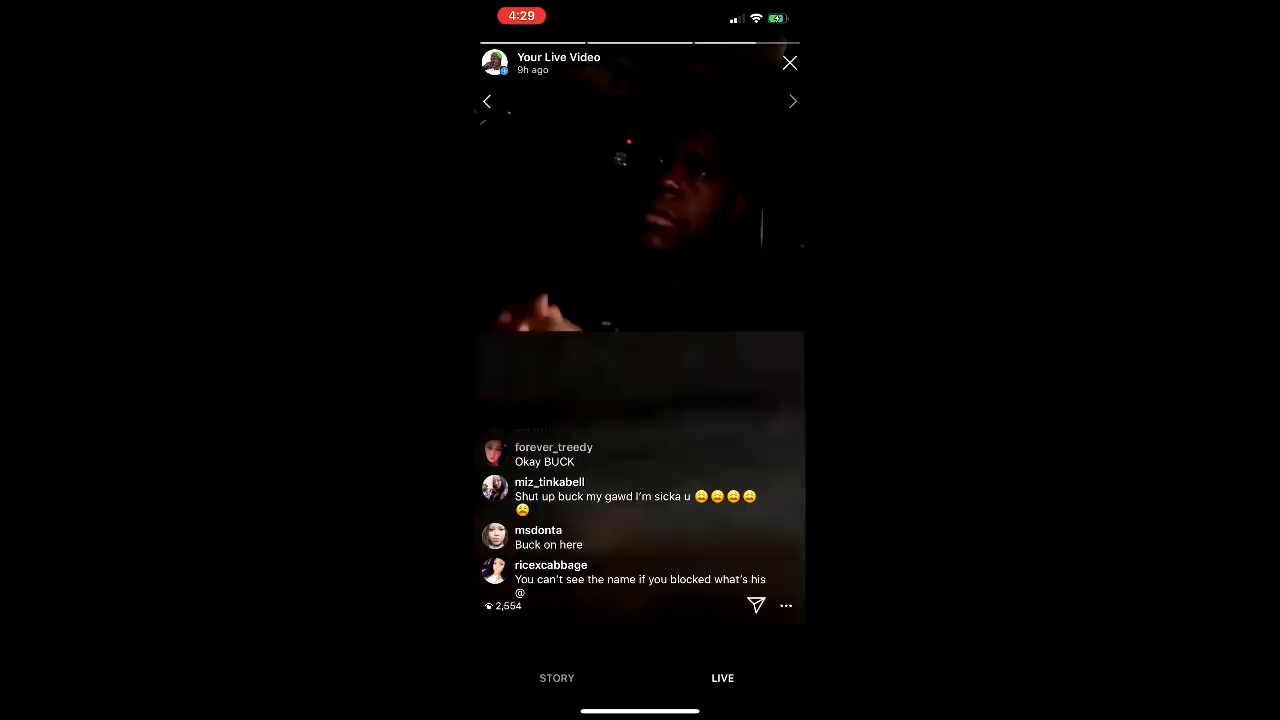 4:29
Your Live Video
9h ago
forever_treedy
Okay BUCK
miz_tinkabell
Shut up buck my gawd I'm sicka u 😩😩😩😩
😩
msdonta
Buck on here
ricexcabbage
You can't see the name if you blocked what's his
@
2,554
STORY
LIVE